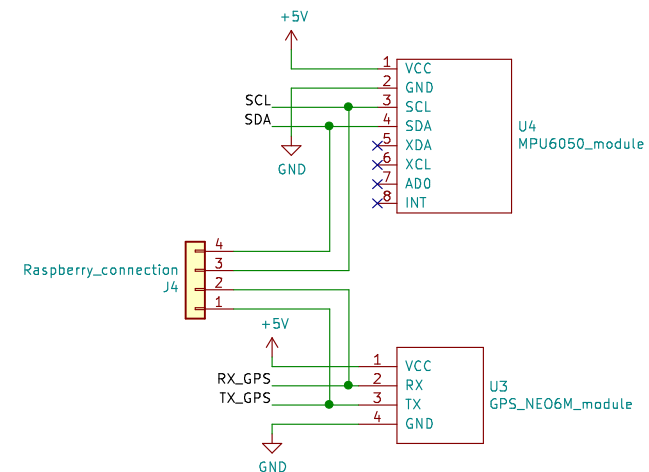 +5V
1 VCC
2 GND
SCL 3 SCL
SDA 4 SDA
5 XDA
6 XCL
7 AD0
8 INT
U4
MPU6050_module
GND
4
3
2
1
Raspberry_connection
J4
+5V
1 VCC
RX_GPS 2 RX
TX_GPS 3 TX
4 GND
U3
GPS_NEO6M_module
GND